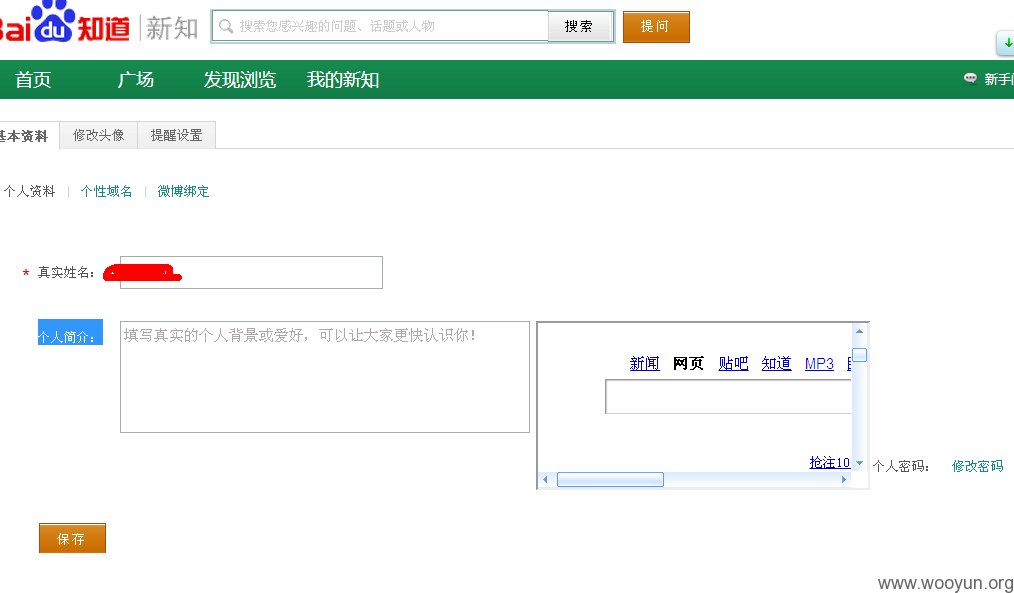 Bai du 知道 新知
搜索您感兴趣的问题、话题或人物 搜索 提问
首页 广场 发现浏览 我的新知 新手
基本资料 修改头像 提醒设置
个人资料 | 个性域名 | 微博绑定
* 真实姓名:
个人简介: 填写真实的个人背景或爱好，可以让大家更快认识你!
新闻 网页 贴吧 知道 MP3
抢注10
个人密码: 修改密码
保存
www.wooyun.org